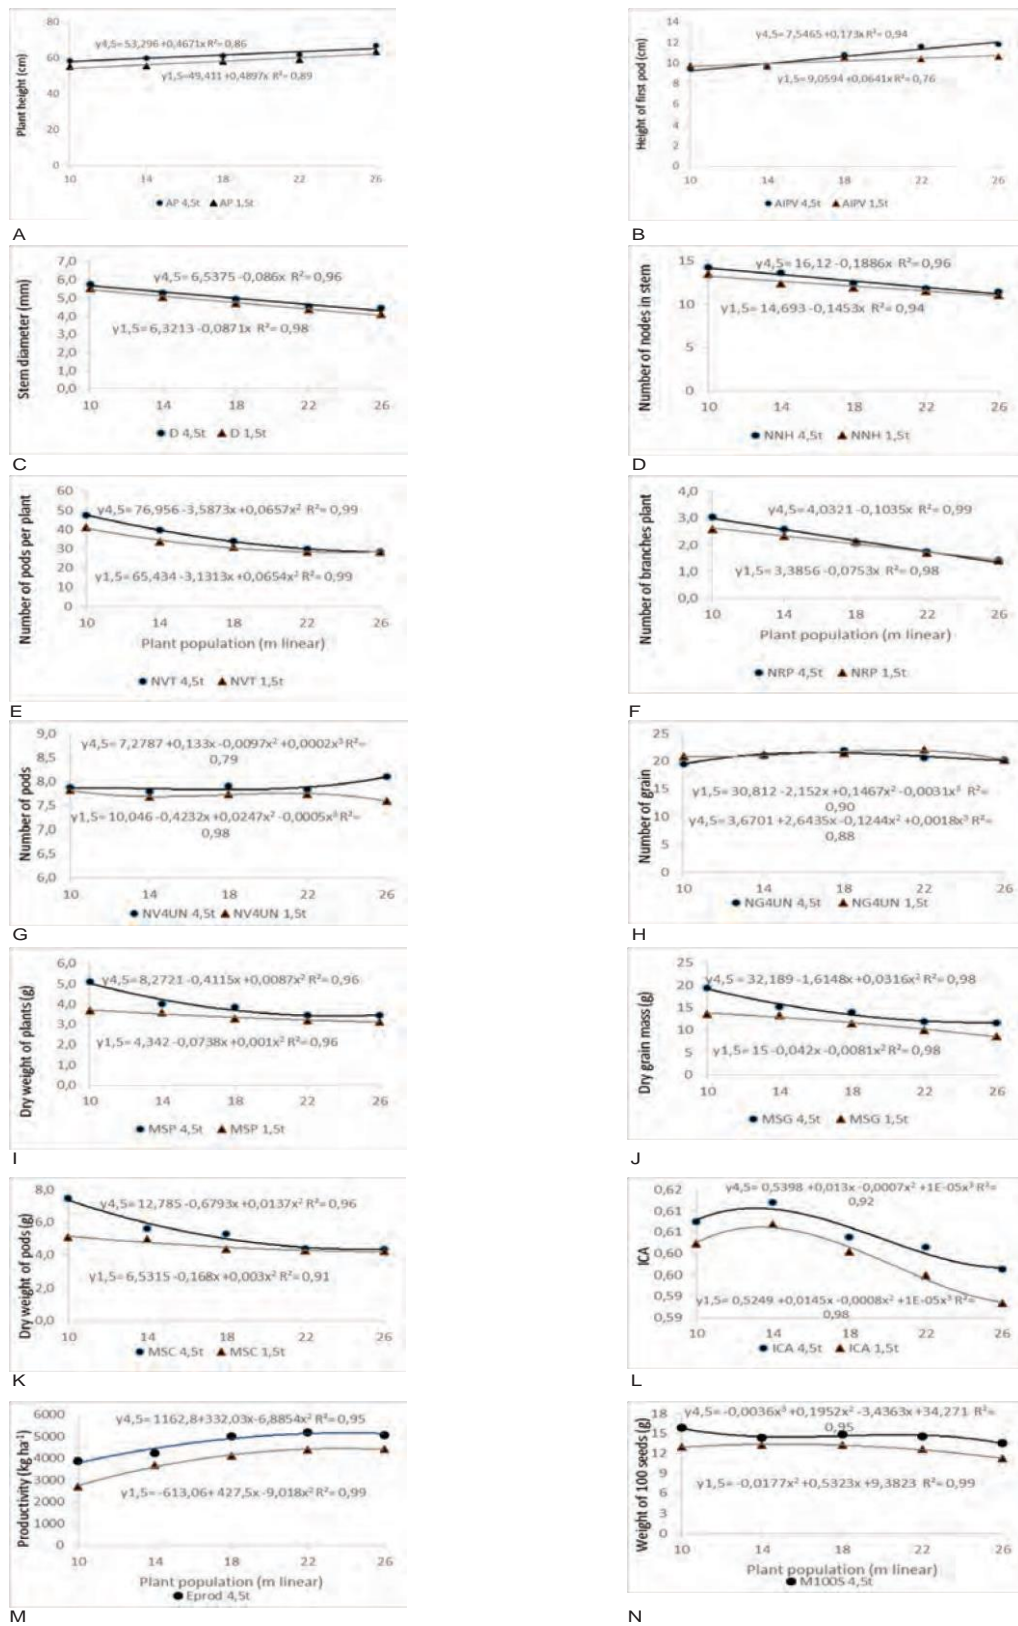 80
60
40
20
0
Plant height (cm)
y4,5= 53,296 +0,4671x R²= 0,86
y1,5=49,411 +0,4897x R²= 0,89
10 14 18 22 26
AP 4,5t AP 1,5t
A
14
12
10
8
6
4
2
0
Height of first pod (cm)
y4,5= 7,5465 +0,173x R²= 0,94
y1,5= 9,0594 +0,0641x R²= 0,76
10 14 18 22 26
AIPV 4,5t AIPV 1,5t
B
7,0
6,0
5,0
4,0
3,0
2,0
1,0
0,0
Stem diameter (mm)
y4,5= 6,5375 -0,086x R²= 0,96
y1,5= 6,3213 -0,0871x R²= 0,98
10 14 18 22 26
D 4,5t D 1,5t
C
15
10
5
0
Number of nodes in stem
y4,5= 16,12 -0,1886x R²= 0,96
y1,5= 14,693 -0,1453x R²= 0,94
10 14 18 22 26
NNH 4,5t NNH 1,5t
D
60
50
40
30
20
10
0
Number of pods per plant
y4,5= 76,956 -3,5873x +0,0657x² R²= 0,99
y1,5= 65,434 -3,1313x +0,0654x² R²= 0,99
10 14 18 22 26
Plant population (m linear)
NVT 4,5t NVT 1,5t
E
4,0
3,0
2,0
1,0
0,0
Number of branches plant
y4,5= 4,0321 -0,1035x R²= 0,99
y1,5= 3,3856 -0,0753x R²= 0,98
10 14 18 22 26
Plant population (m linear)
NRP 4,5t NRP 1,5t
F
9,0
8,5
8,0
7,5
7,0
6,5
6,0
Number of pods
y4,5= 7,2787 +0,133x-0,0097x² +0,0002x³ R²=
0,79
y1,5= 10,046 -0,4232x +0,0247x² -0,0005x³ R²=
0,98
10 14 18 22 26
NV4UN 4,5t NV4UN 1,5t
G
25
20
15
10
5
0
Number of grain
y1,5= 30,812 -2,152x +0,1467x² -0,0031x³ R²=
0,90
y4,5= 3,6701 +2,6435x -0,1244x² +0,0018x³ R²=
0,88
10 14 18 22 26
NG4UN 4,5t NG4UN 1,5t
H
6,0
5,0
4,0
3,0
2,0
1,0
0,0
Dry weight of plants (g)
y4,5= 8,2721 -0,4115x +0,0087x² R²= 0,96
y1,5= 4,342 -0,0738x +0,001x² R²= 0,96
10 14 18 22 26
MSP 4,5t MSP 1,5t
I
25
20
15
10
5
0
Dry grain mass (g)
y4,5= 32,189 -1,6148x +0,0316x² R²= 0,98
y1,5= 15 -0,042x -0,0081x² R²= 0,98
10 14 18 22 26
MSG 4,5t MSG 1,5t
J
8,0
6,0
4,0
2,0
0,0
Dry weight of pods (g)
y4,5= 12,785 -0,6793x +0,0137x² R²= 0,96
y1,5= 6,5315 -0,168x +0,003x² R²= 0,91
10 14 18 22 26
MSC 4,5t MSC 1,5t
K
0,62
0,61
0,61
0,60
0,60
0,59
0,59
ICA
y4,5= 0,5398 +0,013x -0,0007x² +1E-05x³ R²=
0,92
y1,5= 0,5249 +0,0145x -0,0008x² +1E-05x³ R²=
0,98
10 14 18 22 26
ICA 4,5t ICA 1,5t
L
6000
5000
4000
3000
2000
1000
0
Productivity (kg ha⁻¹)
y4,5= 1162,8+332,03x-6,8854x² R²= 0,95
y1,5= -613,06+ 427,5x-9,018x² R²= 0,99
10 14 18 22 26
Plant population (m linear)
Eprod 4,5t
M
18
15
12
9
6
3
0
Weight of 100 seeds (g)
y4,5= -0,0036x³ +0,1952x² -3,4363x +34,271 R²=
0,95
y1,5= -0,0177x² +0,5323x +9,3823 R²= 0,99
10 14 18 22 26
Plant population (m linear)
M100S 4,5t
N